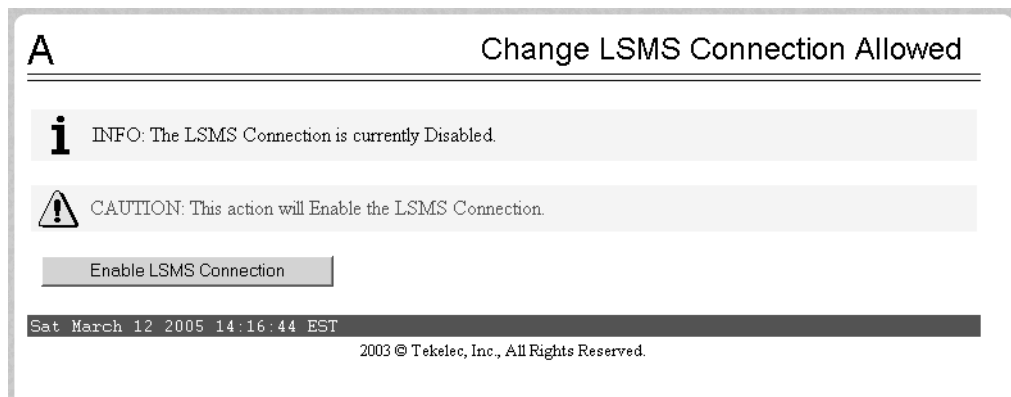 A
Change LSMS Connection Allowed
INFO: The LSMS Connection is currently Disabled.
CAUTION: This action will Enable the LSMS Connection.
Enable LSMS Connection
Sat March 12 2005 14:16:44 EST
2003 © Tekelec, Inc., All Rights Reserved.